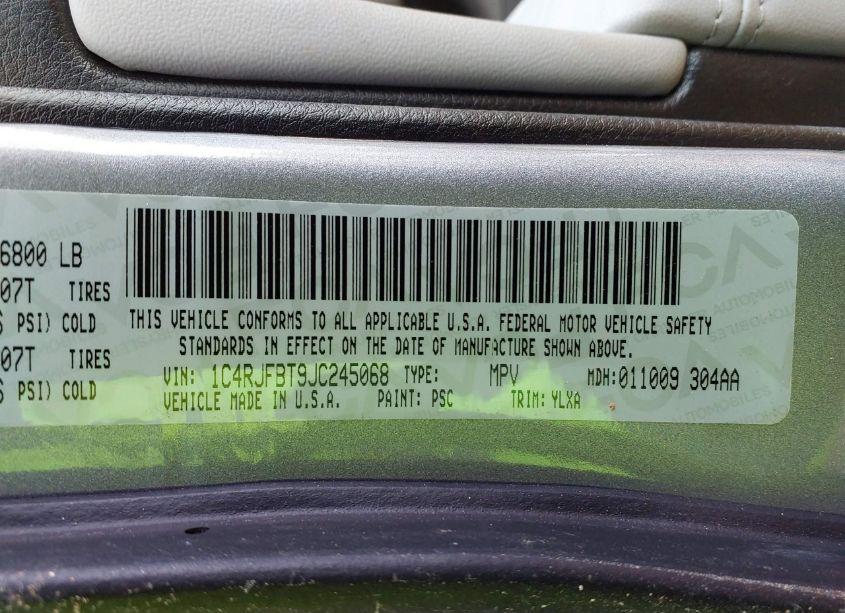 6800 LB
07T TIRES
PSI) COLD
07T TIRES
PSI) COLD
THIS VEHICLE CONFORMS TO ALL APPLICABLE U.S.A. FEDERAL MOTOR VEHICLE SAFETY
STANDARDS IN EFFECT ON THE DATE OF MANUFACTURE SHOWN ABOVE.
VIN: 1C4RJFBT9JC245068 TYPE: MPV MDH:011009 304AA
VEHICLE MADE IN U.S.A. PAINT: PSC TRIM: YLXA